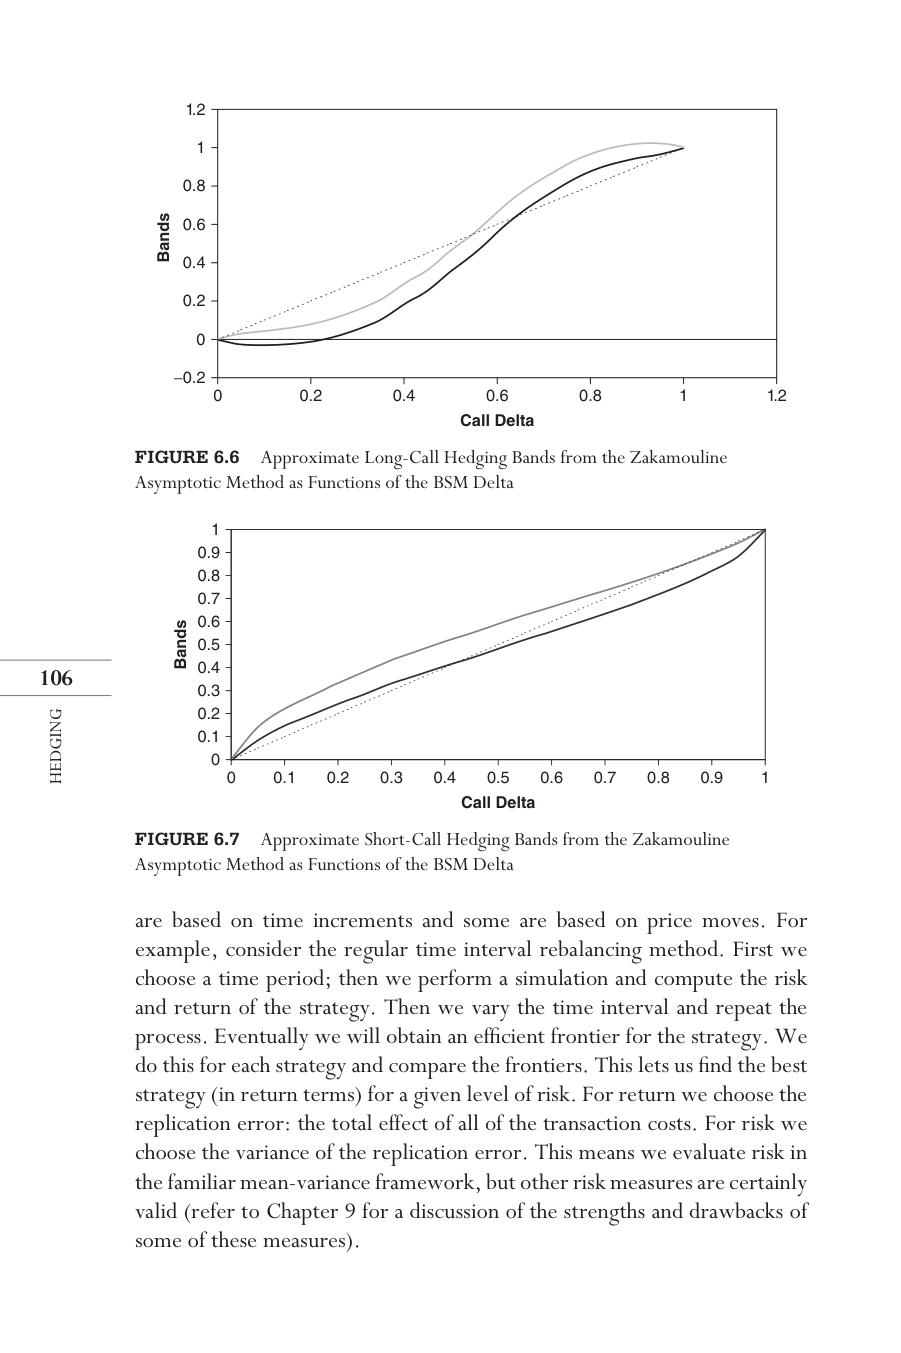 1.2
1
0.8
0.6
0.4
0.2
0
–0.2
Bands
0 0.2 0.4 0.6 0.8 1 1.2
Call Delta
FIGURE 6.6 Approximate Long-Call Hedging Bands from the Zakamouline
Asymptotic Method as Functions of the BSM Delta
1
0.9
0.8
0.7
0.6
0.5
0.4
0.3
0.2
0.1
0
Bands
0 0.1 0.2 0.3 0.4 0.5 0.6 0.7 0.8 0.9 1
Call Delta
106
HEDGING
FIGURE 6.7 Approximate Short-Call Hedging Bands from the Zakamouline
Asymptotic Method as Functions of the BSM Delta
are based on time increments and some are based on price moves. For
example, consider the regular time interval rebalancing method. First we
choose a time period; then we perform a simulation and compute the risk
and return of the strategy. Then we vary the time interval and repeat the
process. Eventually we will obtain an efficient frontier for the strategy. We
do this for each strategy and compare the frontiers. This lets us find the best
strategy (in return terms) for a given level of risk. For return we choose the
replication error: the total effect of all of the transaction costs. For risk we
choose the variance of the replication error. This means we evaluate risk in
the familiar mean-variance framework, but other risk measures are certainly
valid (refer to Chapter 9 for a discussion of the strengths and drawbacks of
some of these measures).